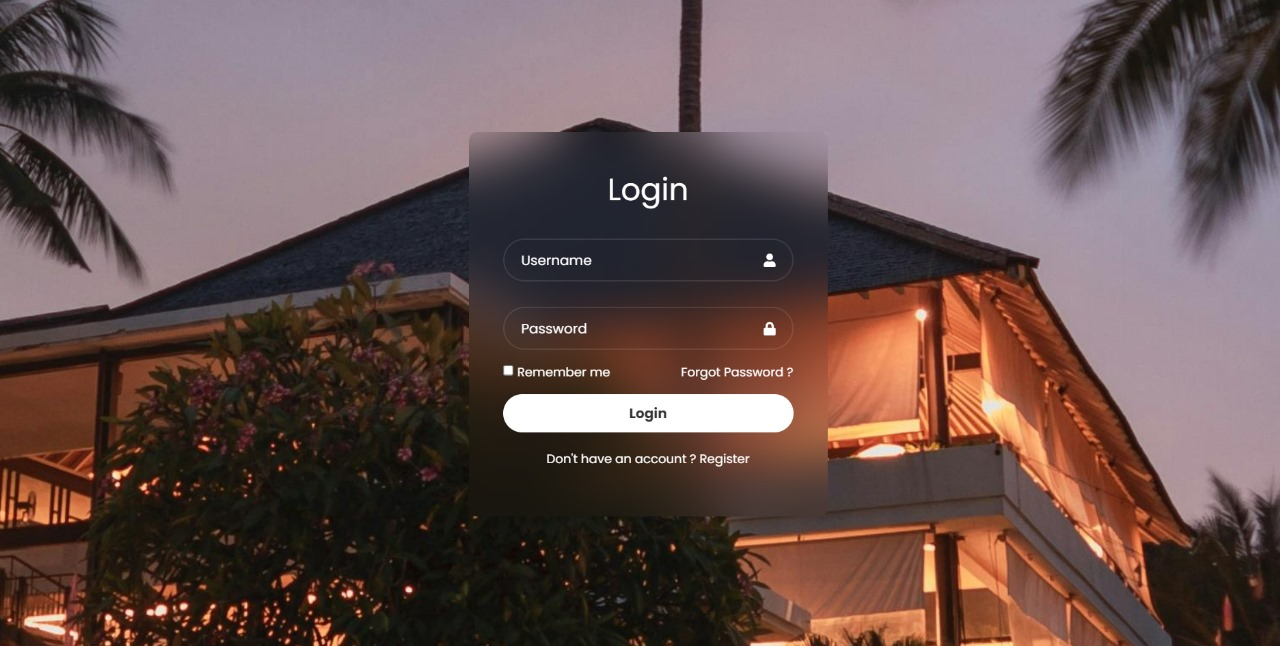 Login
Username
Password
Remember me Forgot Password ?
Login
Don't have an account ? Register